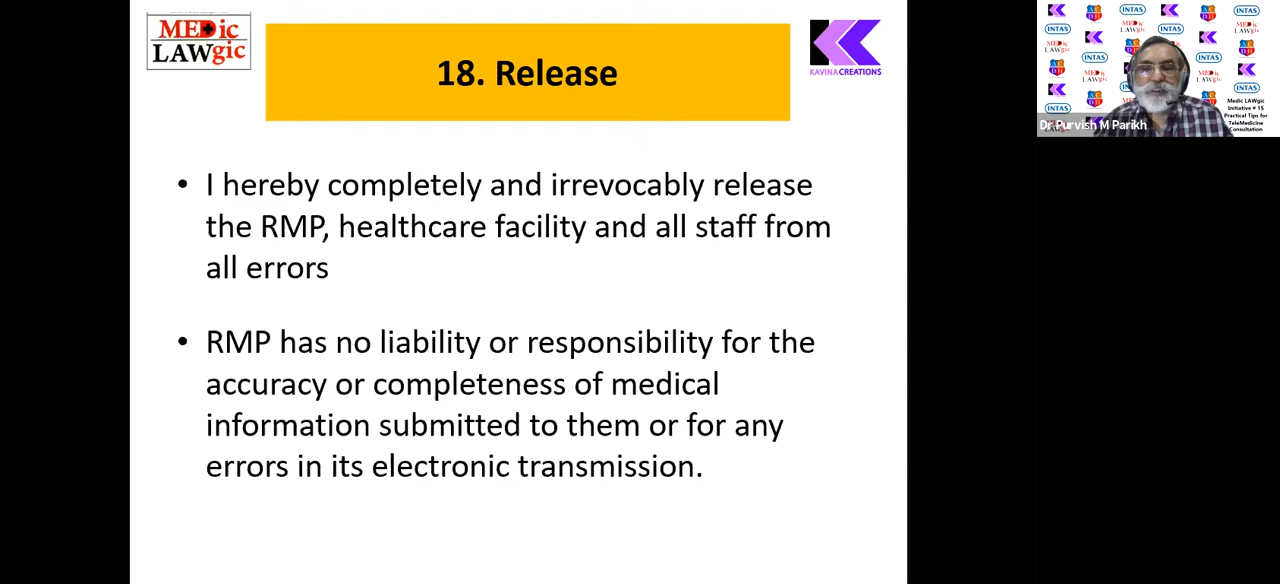 MEDic
LAWgic
18. Release
KAVINA CREATIONS
• I hereby completely and irrevocably release
the RMP, healthcare facility and all staff from
all errors
• RMP has no liability or responsibility for the
accuracy or completeness of medical
information submitted to them or for any
errors in its electronic transmission.
INTAS
MEDic
LAWgic
Medic LAWgic
Initiative # 15
Practical Tips for
TeleMedicine
Consultation
Dr Purvish M Parikh